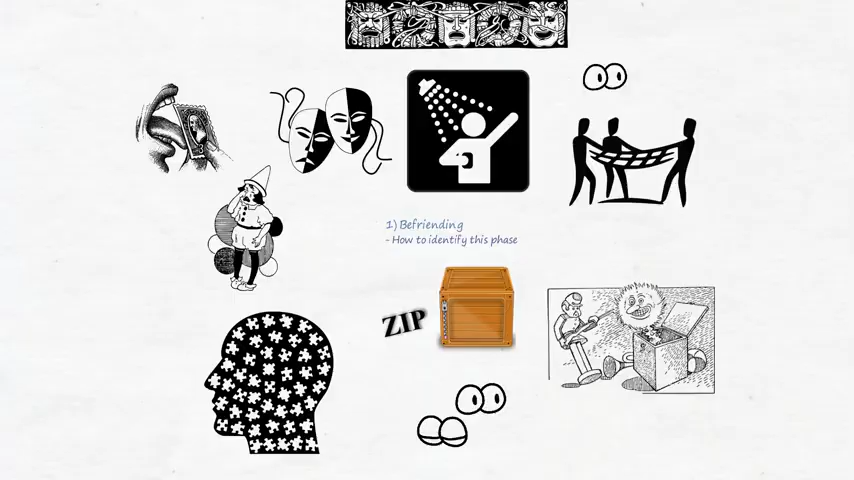 1) Befriending
- How to identify this phase
ZIP